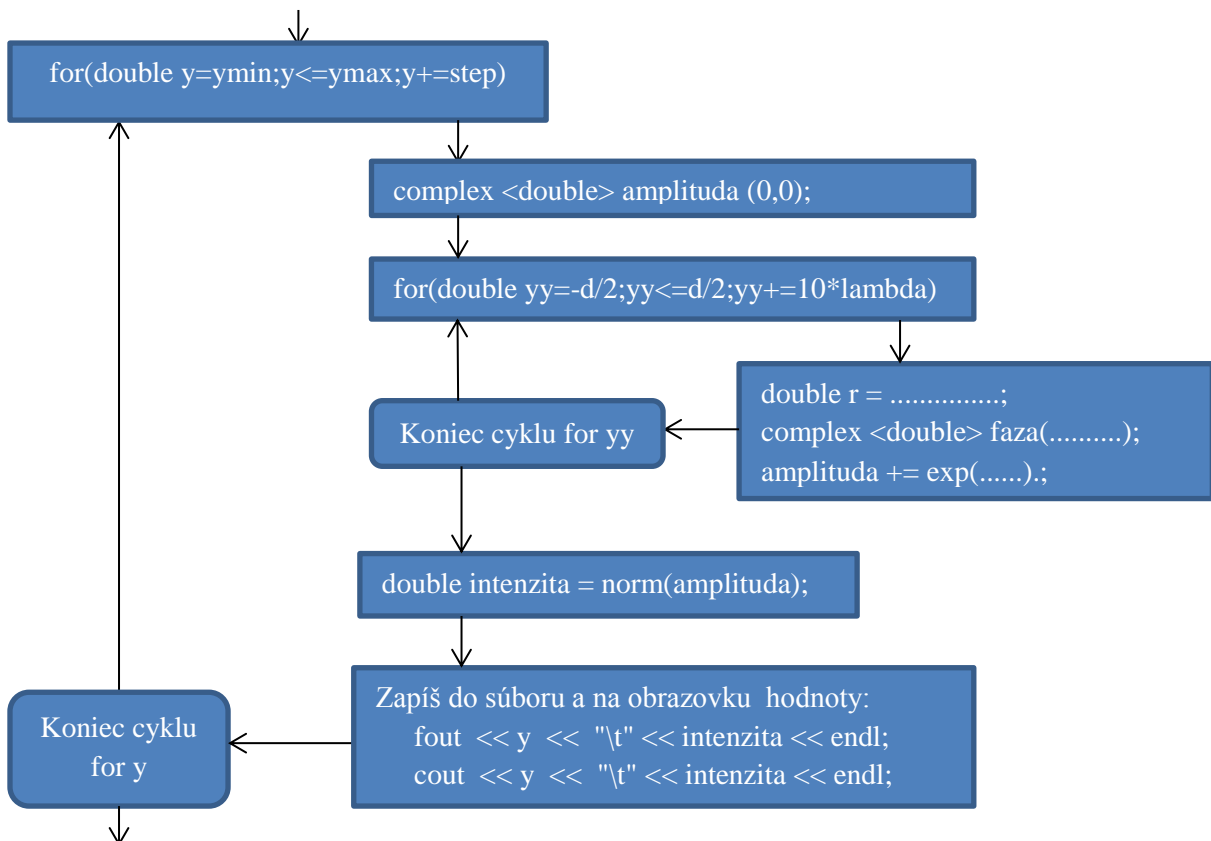 for(double y=ymin;y<=ymax;y+=step)
complex <double> amplituda (0,0);
for(double yy=-d/2;yy<=d/2;yy+=10*lambda)
double r = ...............;
complex <double> faza(..........);
amplituda += exp(......).;
Koniec cyklu for yy
double intenzita = norm(amplituda);
Zapíš do súboru a na obrazovku hodnoty:
fout << y << "\t" << intenzita << endl;
cout << y << "\t" << intenzita << endl;
Koniec cyklu
for y